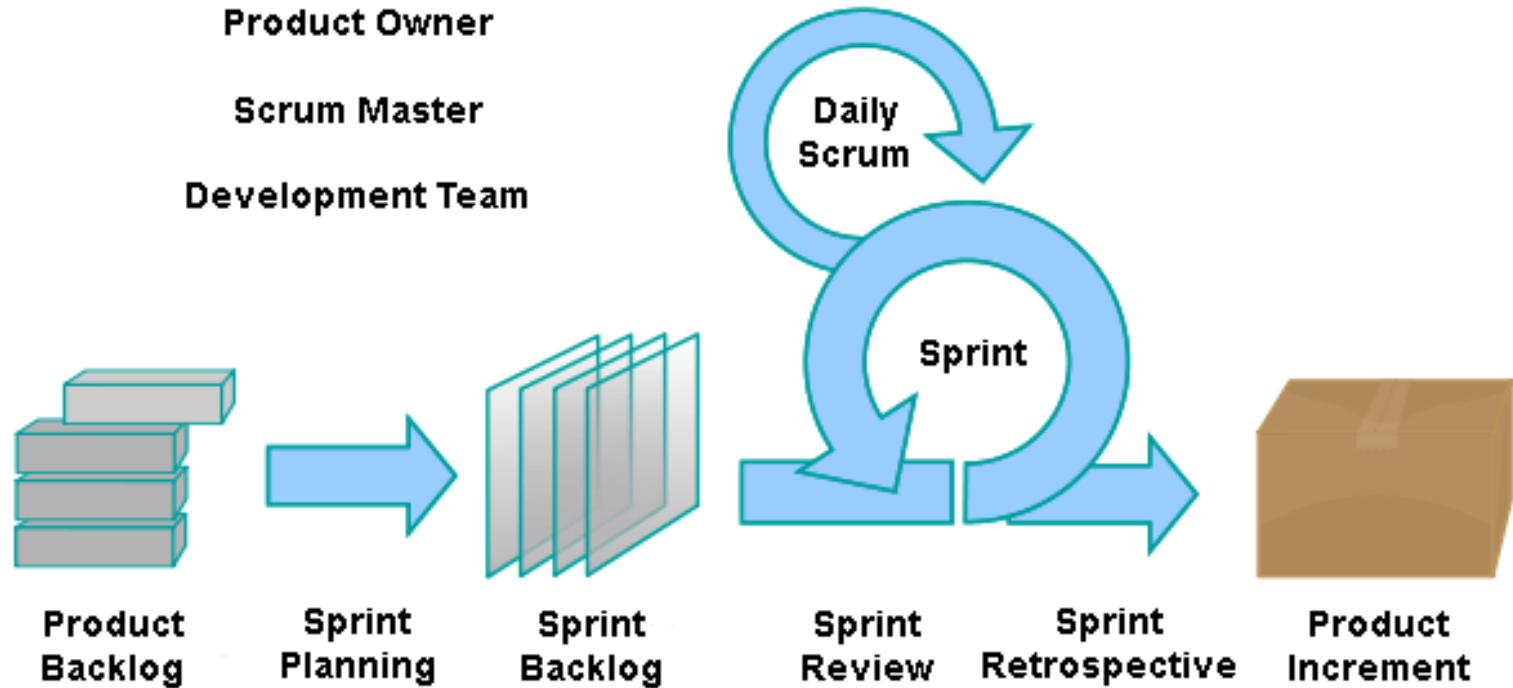 Product Owner
Scrum Master
Development Team
Daily
Scrum
Sprint
Product
Backlog
Sprint
Planning
Sprint
Backlog
Sprint
Review
Sprint
Retrospective
Product
Increment